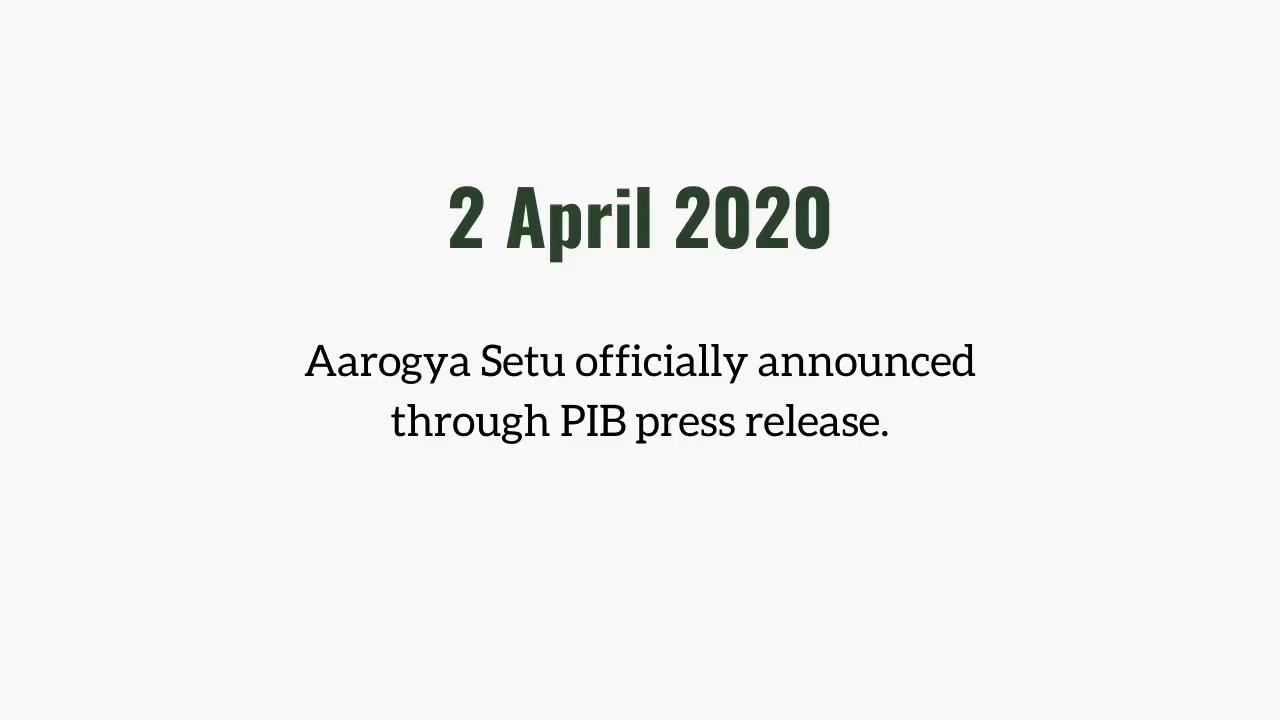 2 April 2020
Aarogya Setu officially announced
through PIB press release.